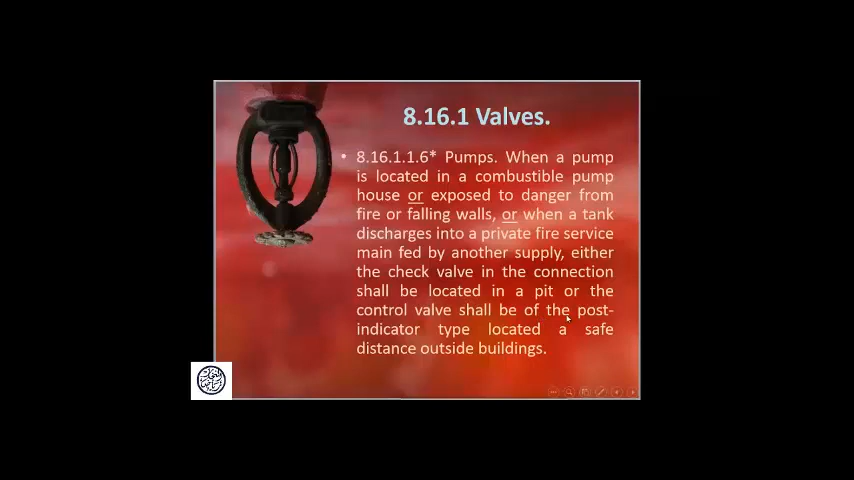 8.16.1 Valves.
• 8.16.1.1.6* Pumps. When a pump
is located in a combustible pump
house or exposed to danger from
fire or falling walls, or when a tank
discharges into a private fire service
main fed by another supply, either
the check valve in the connection
shall be located in a pit or the
control valve shall be of the post-
indicator type located a safe
distance outside buildings.